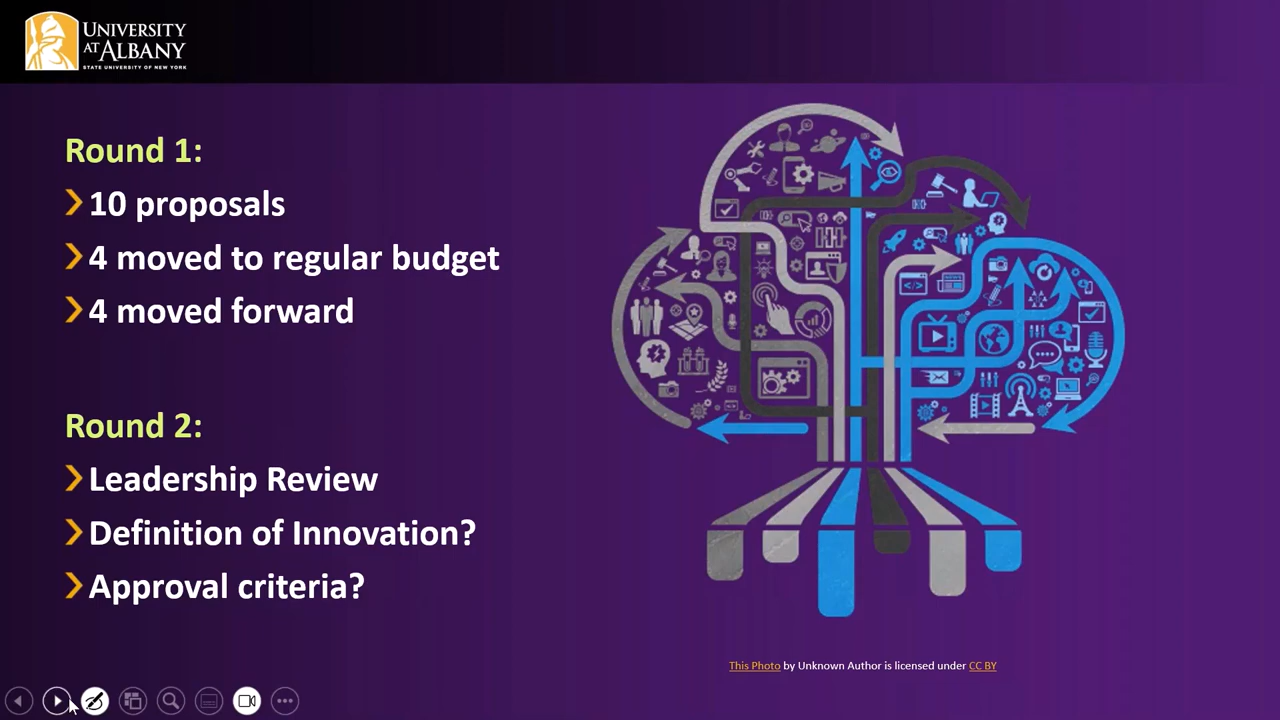 UNIVERSITY
AT ALBANY
STATE UNIVERSITY OF NEW YORK
Round 1:
10 proposals
4 moved to regular budget
4 moved forward
Round 2:
Leadership Review
Definition of Innovation?
Approval criteria?
This Photo by Unknown Author is licensed under CC BY